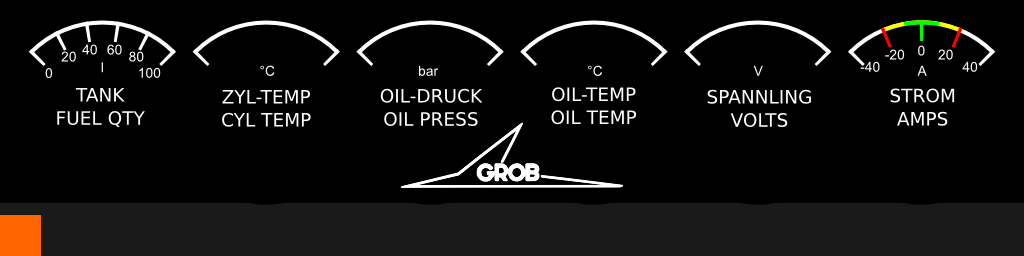 0 20 40 60 80 100
l
TANK
FUEL QTY
°C
ZYL-TEMP
CYL TEMP
bar
OIL-DRUCK
OIL PRESS
°C
OIL-TEMP
OIL TEMP
V
SPANNLING
VOLTS
-40 -20 0 20 40
A
STROM
AMPS
GROB